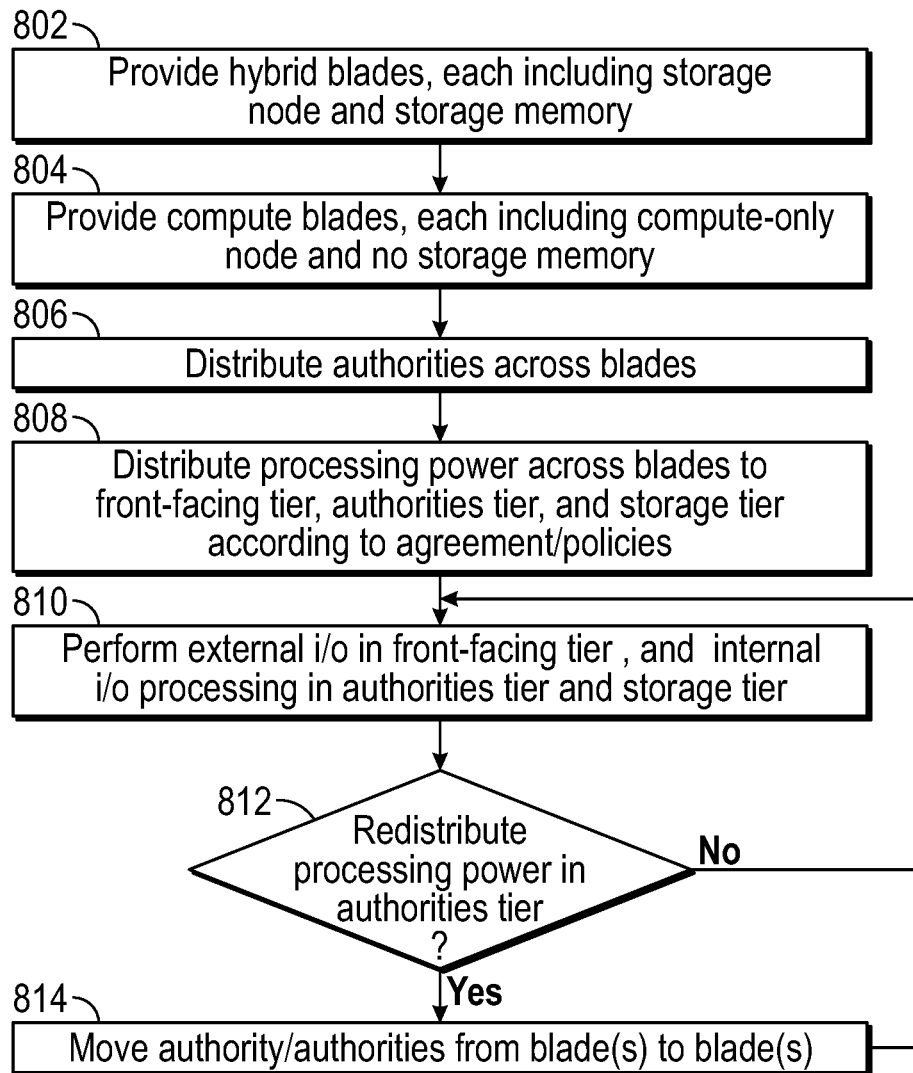 802
Provide hybrid blades, each including storage
node and storage memory
804
Provide compute blades, each including compute-only
node and no storage memory
806
Distribute authorities across blades
808
Distribute processing power across blades to
front-facing tier, authorities tier, and storage tier
according to agreement/policies
810
Perform external i/o in front-facing tier , and internal
i/o processing in authorities tier and storage tier
812
Redistribute
processing power in
authorities tier
?
No
Yes
814
Move authority/authorities from blade(s) to blade(s)